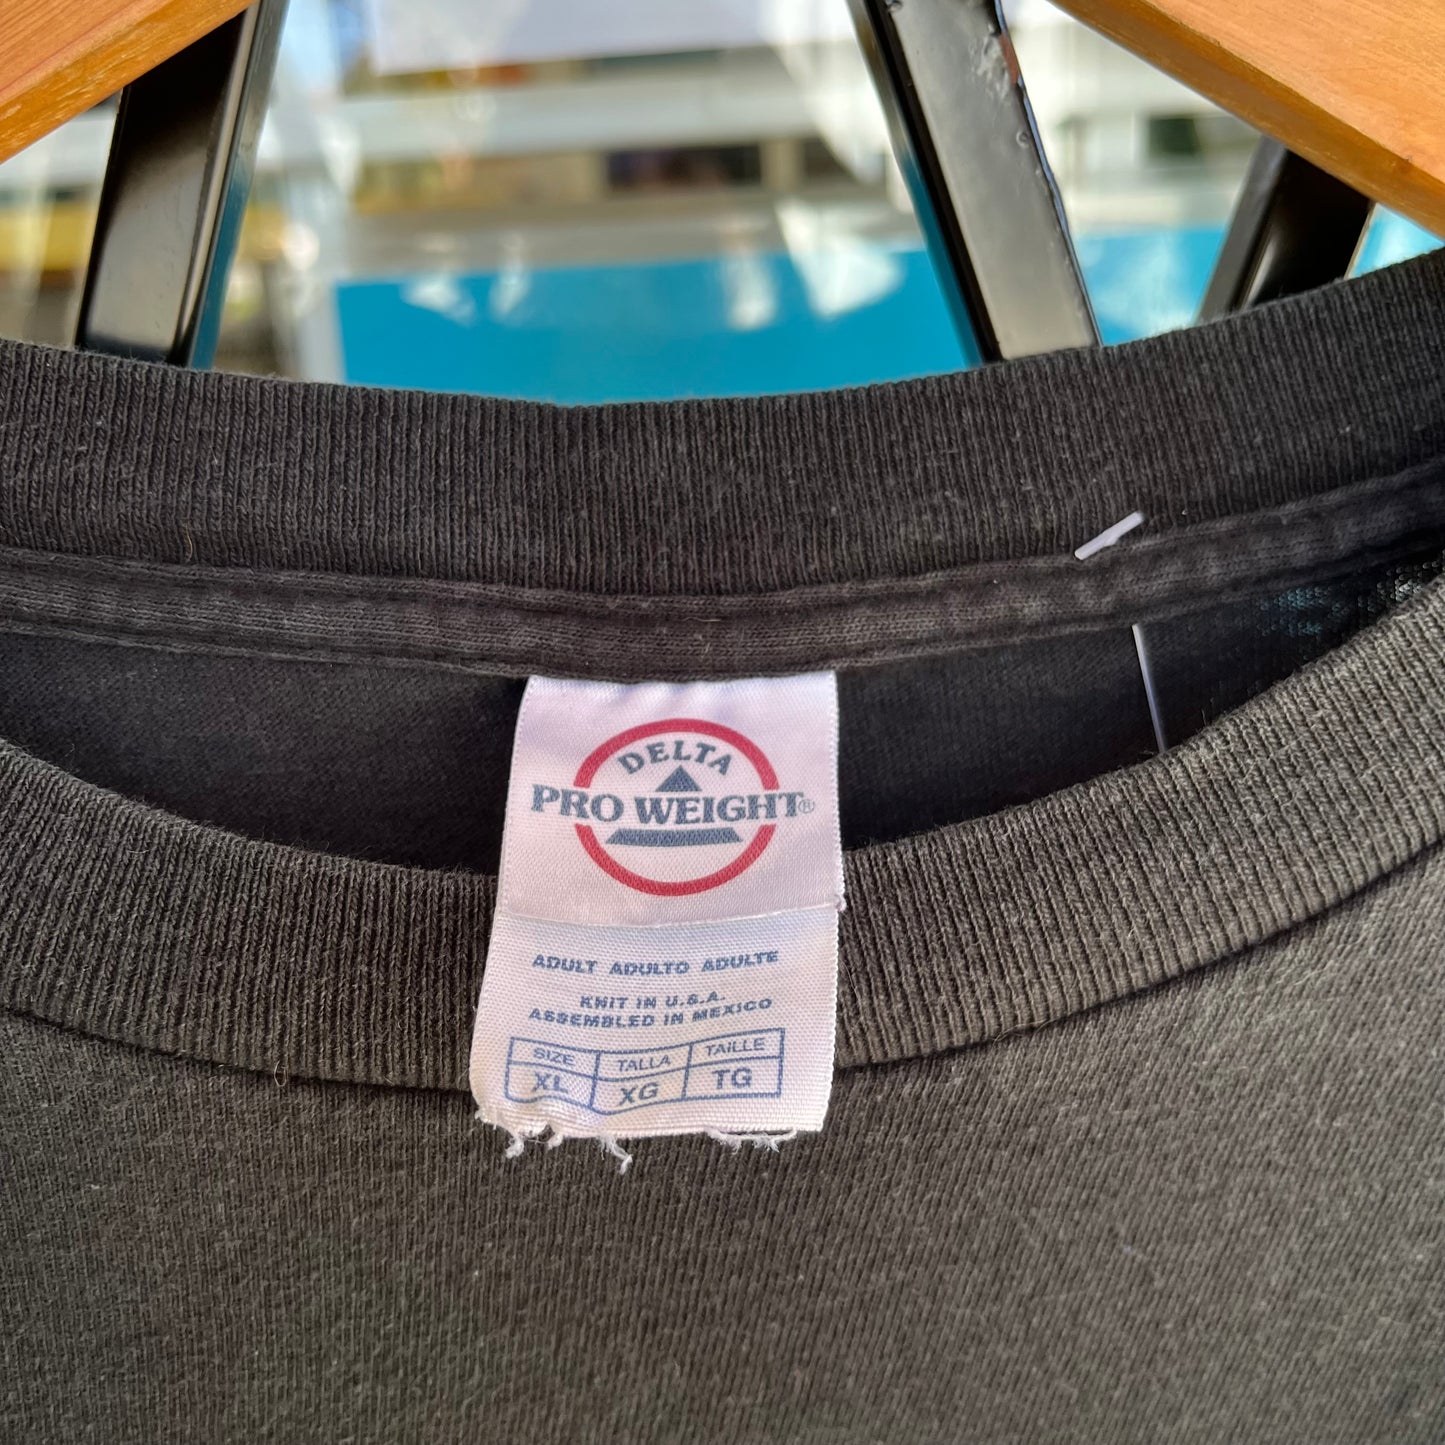 DELTA
PRO WEIGHT®
ADULT ADULTO ADULTE
KNIT IN U.S.A.
ASSEMBLED IN MEXICO
SIZE TALLA TAILLE
XL XG TG